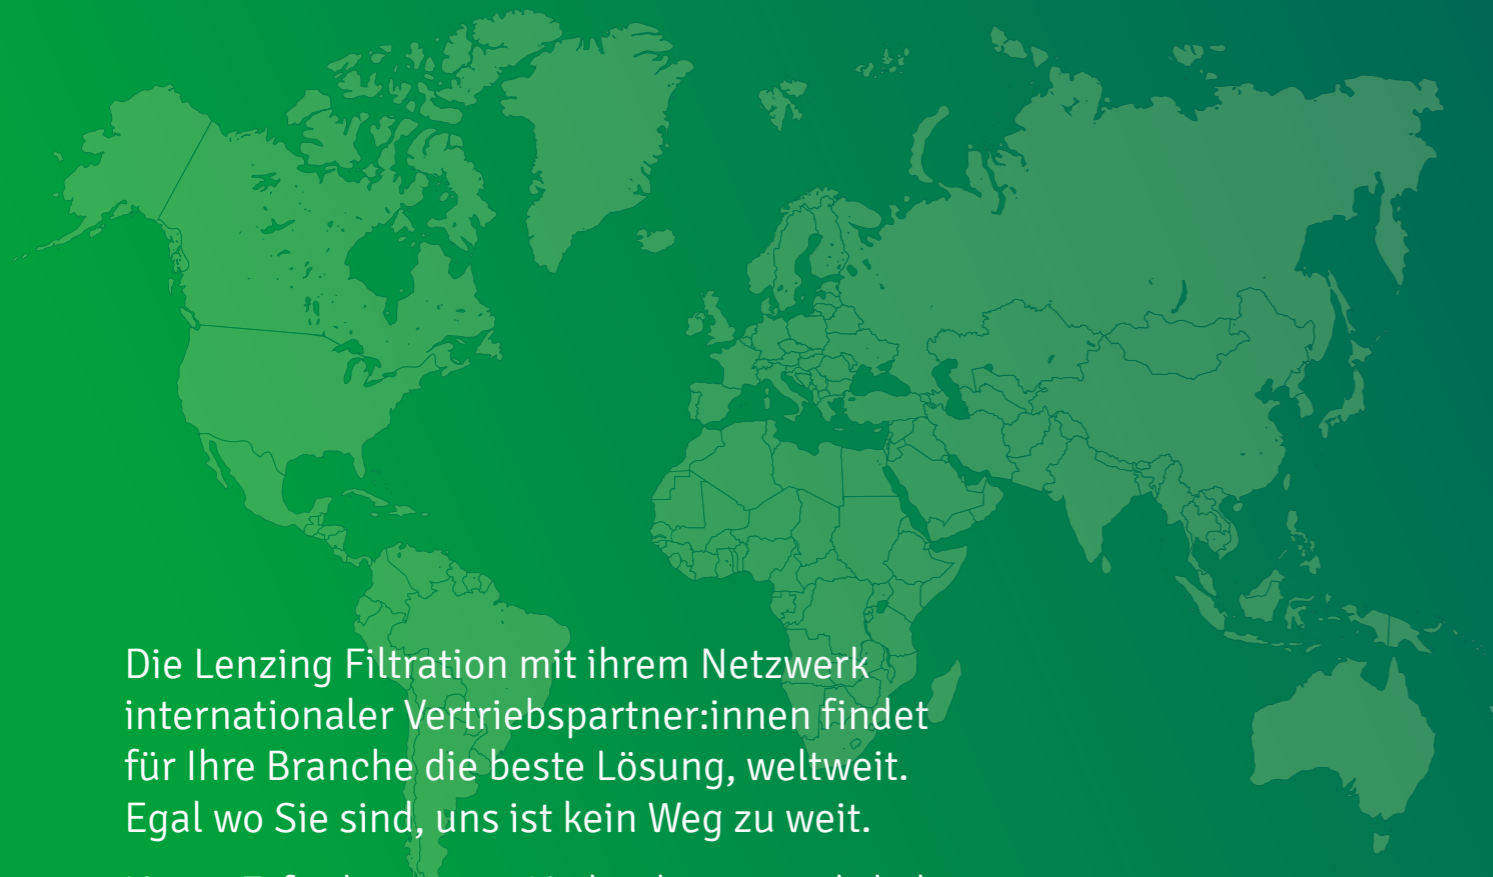 Die Lenzing Filtration mit ihrem Netzwerk
internationaler Vertriebspartner:innen findet
für Ihre Branche die beste Lösung, weltweit.
Egal wo Sie sind, uns ist kein Weg zu weit.